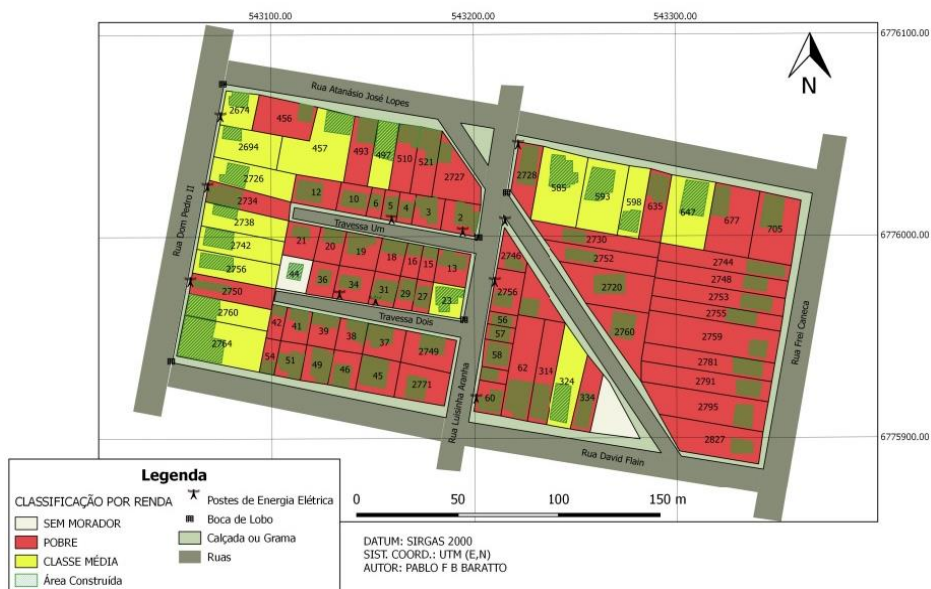 543100.00 543200.00 543300.00
6776100.00
Rua Atanásio José Lopes
N
2674 456 457 493 497 510 521 2727
2694
2726
2734
2738
2742
2756
2750
2760
2764
12 10 6 5 4 3 2
Travessa Um
21 20 19 18 16 15 13
44 36 34 31 29 27 23
Travessa Dois
42 41 39 38 37 2749
54 51 49 46 45 2771
Rua Dom Pedro II
Rua Luisinha Aranha
2728 585 593 598 635 647 677 705
6776000.00
2730 2744
2752 2748
2720 2753
2755
2760 2759
2781
2791
2795
2827
2746
2756
56
57
58
60
62 314 324 334
Rua Frei Caneca
Rua David Flain
6775900.00
Legenda
CLASSIFICAÇÃO POR RENDA
SEM MORADOR
POBRE
CLASSE MÉDIA
Área Construída
Postes de Energia Elétrica
Boca de Lobo
Calçada ou Grama
Ruas
0 50 100 150 m
DATUM: SIRGAS 2000
SIST. COORD.: UTM (E,N)
AUTOR: PABLO F B BARATTO